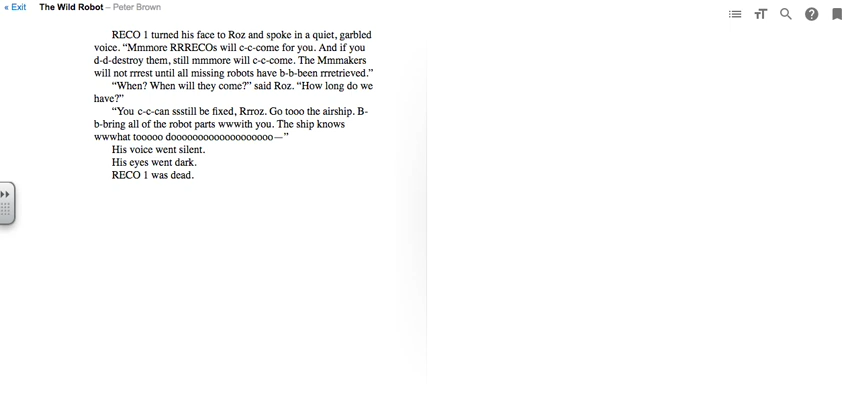 « Exit The Wild Robot – Peter Brown
RECO 1 turned his face to Roz and spoke in a quiet, garbled
voice. “Mmmore RRRECOs will c-c-come for you. And if you
d-d-destroy them, still mmmore will c-c-come. The Mmmakers
will not rrrest until all missing robots have b-b-been rrretrieved.”
“When? When will they come?” said Roz. “How long do we
have?”
“You c-c-can ssstill be fixed, Rrroz. Go tooo the airship. B-
b-bring all of the robot parts wwwith you. The ship knows
wwwhat tooooo doooooooooooooooooo—”
His voice went silent.
His eyes went dark.
RECO 1 was dead.